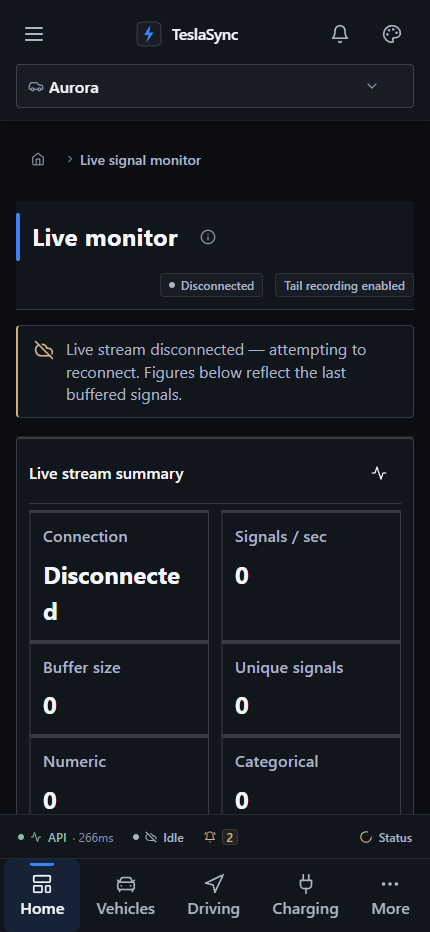 TeslaSync
Aurora
Live signal monitor
Live monitor
Disconnected
Tail recording enabled
Live stream disconnected — attempting to
reconnect. Figures below reflect the last
buffered signals.
Live stream summary
Connection
Disconnecte
d
Signals / sec
0
Buffer size
0
Unique signals
0
Numeric
0
Categorical
0
API · 266ms
Idle
2
Status
Home
Vehicles
Driving
Charging
More